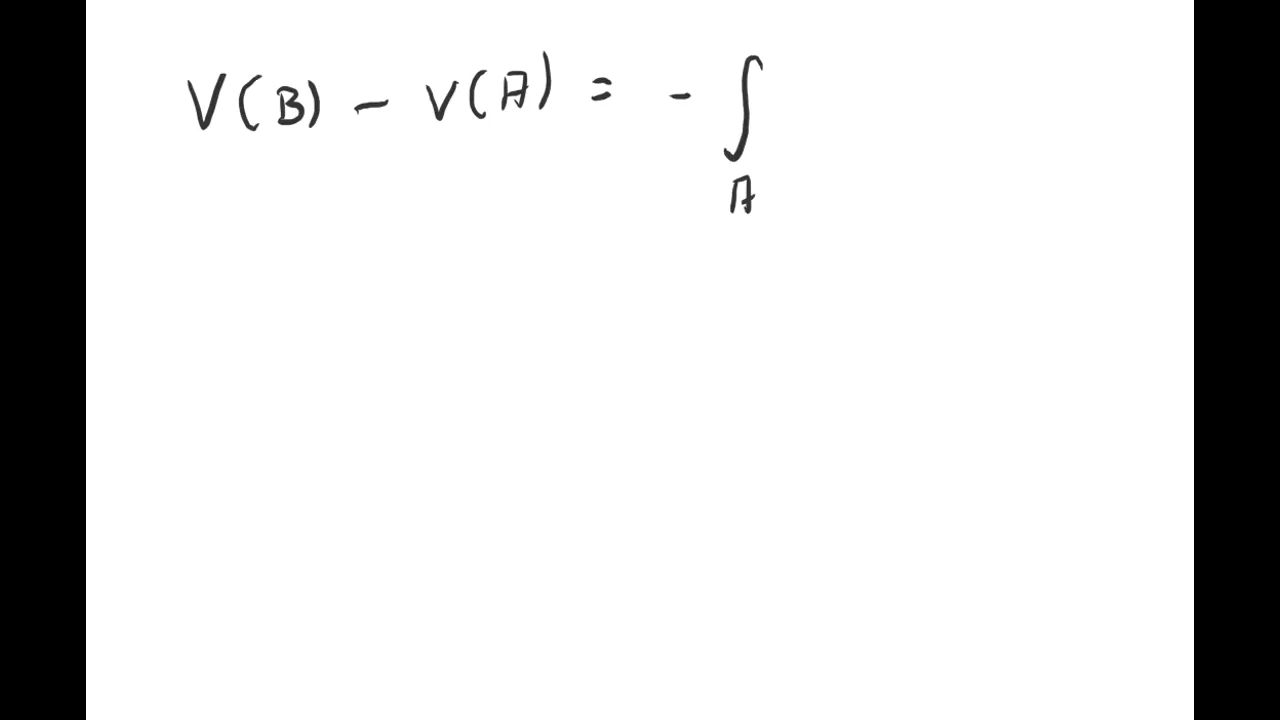 V(B) - V(A) = - ∫
A